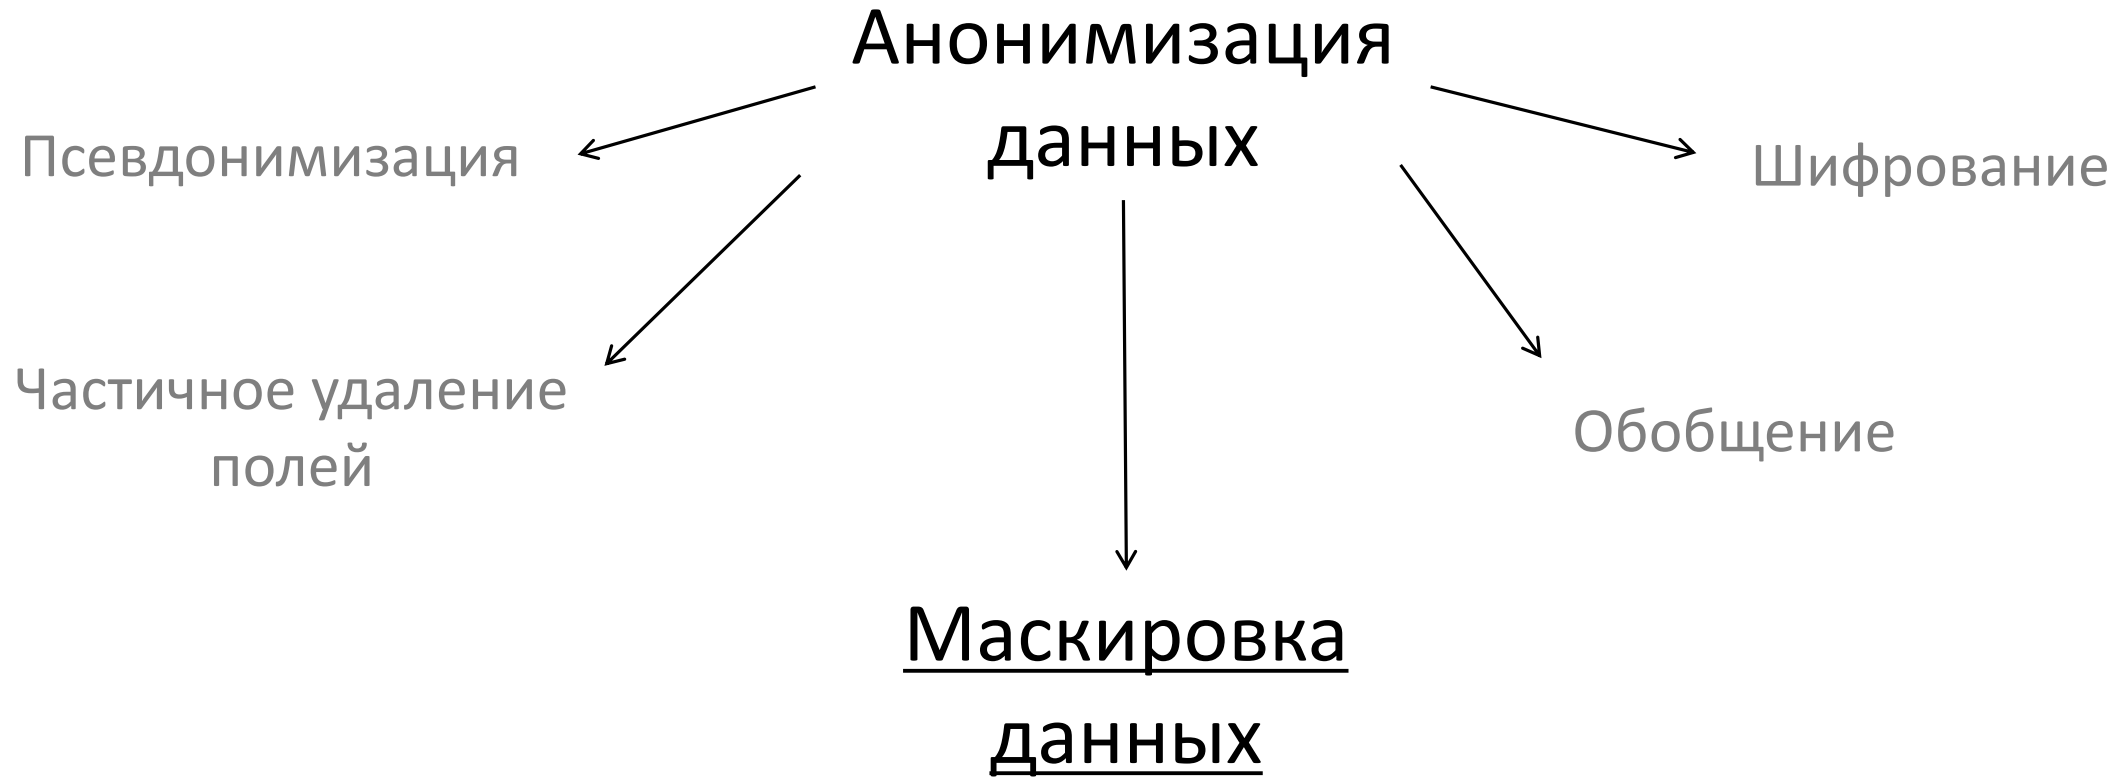 Анонимизация
данных
Псевдонимизация
Шифрование
Частичное удаление
полей
Обобщение
Маскировка
данных